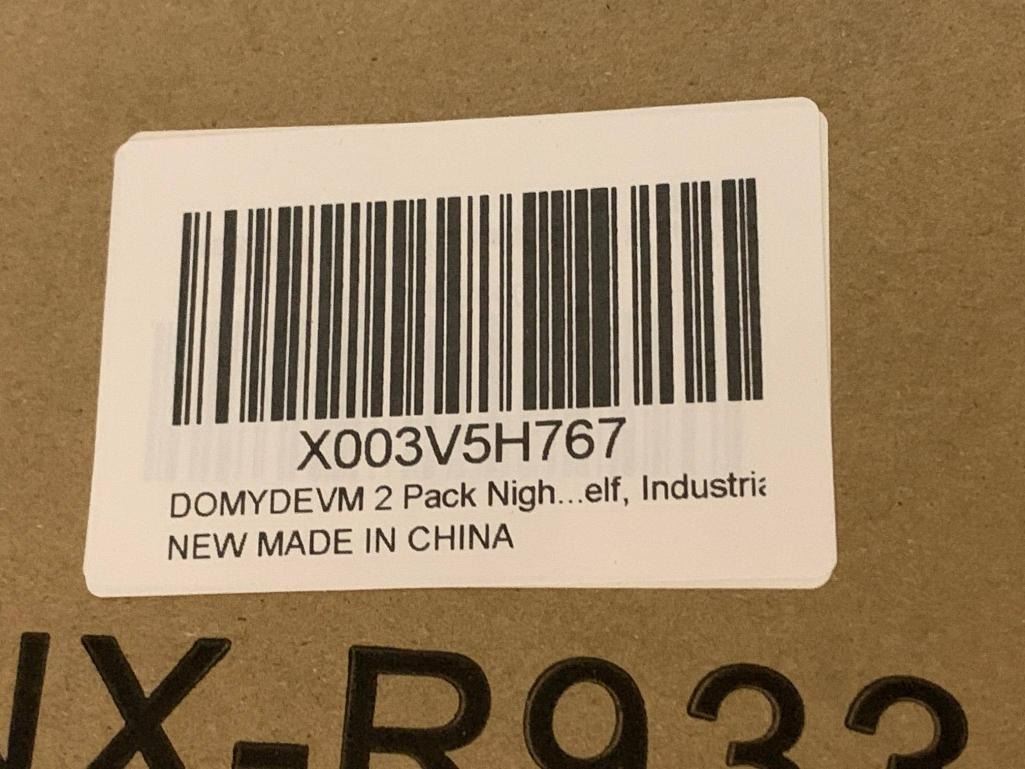 X003V5H767
DOMYDEVM 2 Pack Nigh...elf, Industria
NEW MADE IN CHINA